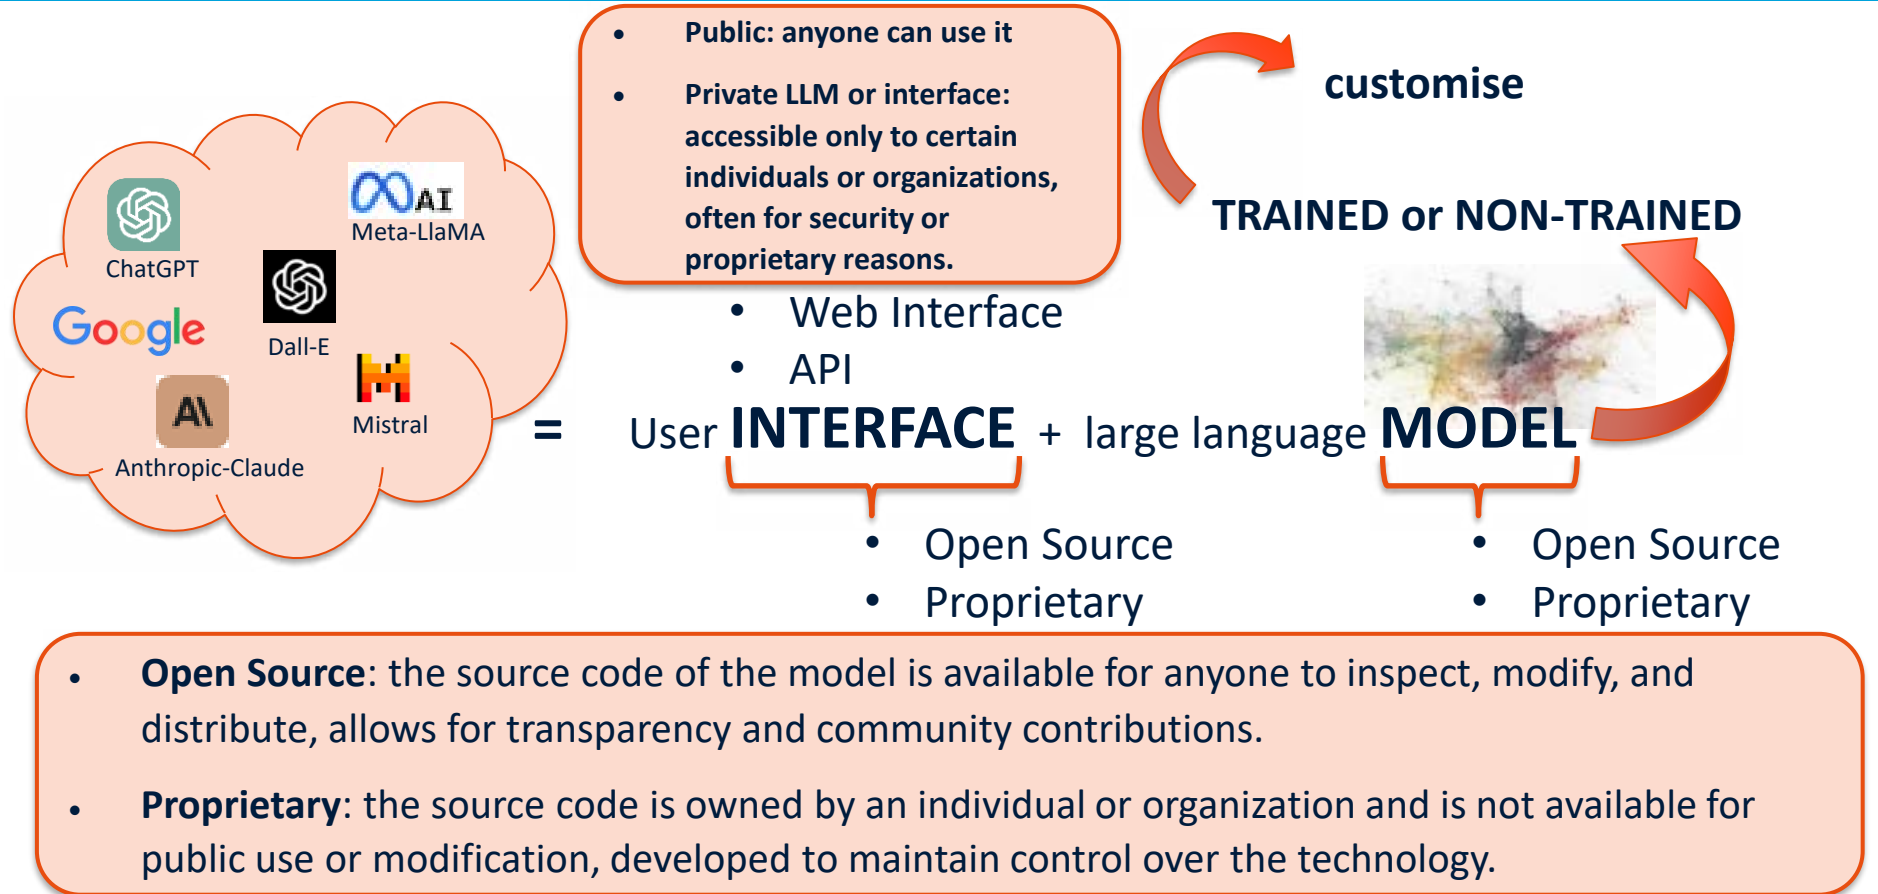 • Public: anyone can use it
• Private LLM or interface:
accessible only to certain
individuals or organizations,
often for security or
proprietary reasons.
customise
TRAINED or NON-TRAINED
AI
Meta-LlaMA
ChatGPT
Google
Dall-E
Mistral
A\
Anthropic-Claude
• Web Interface
• API
= User INTERFACE + large language MODEL
• Open Source
• Proprietary
• Open Source
• Proprietary
• Open Source: the source code of the model is available for anyone to inspect, modify, and
distribute, allows for transparency and community contributions.
• Proprietary: the source code is owned by an individual or organization and is not available for
public use or modification, developed to maintain control over the technology.